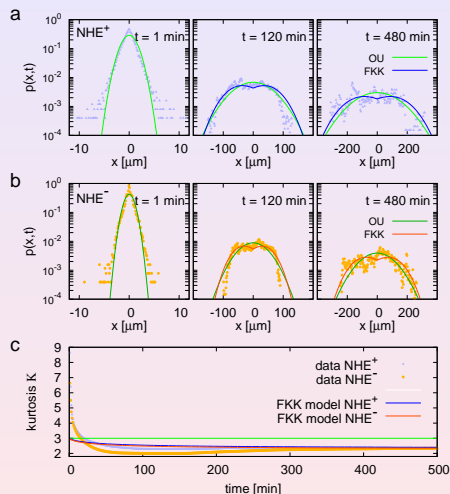 a
NHE+
t = 1 min
t = 120 min
t = 480 min
OU
FKK
p(x,t)
10^0
10^-1
10^-2
10^-3
10^-4
-10 0 10
-100 0 100
-200 0 200
x [μm]
x [μm]
x [μm]
b
NHE-
t = 1 min
t = 120 min
t = 480 min
OU
FKK
p(x,t)
10^0
10^-1
10^-2
10^-3
10^-4
-10 0 10
-100 0 100
-200 0 200
x [μm]
x [μm]
x [μm]
c
kurtosis K
9
8
7
6
5
4
3
2
data NHE+
data NHE-
FKK model NHE+
FKK model NHE-
0 100 200 300 400 500
time [min]